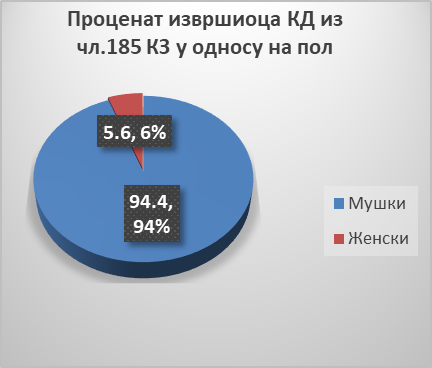 Проценат извршиоца КД из
чл.185 КЗ у односу на пол
5.6, 6%
94.4,
94%
Мушки
Женски